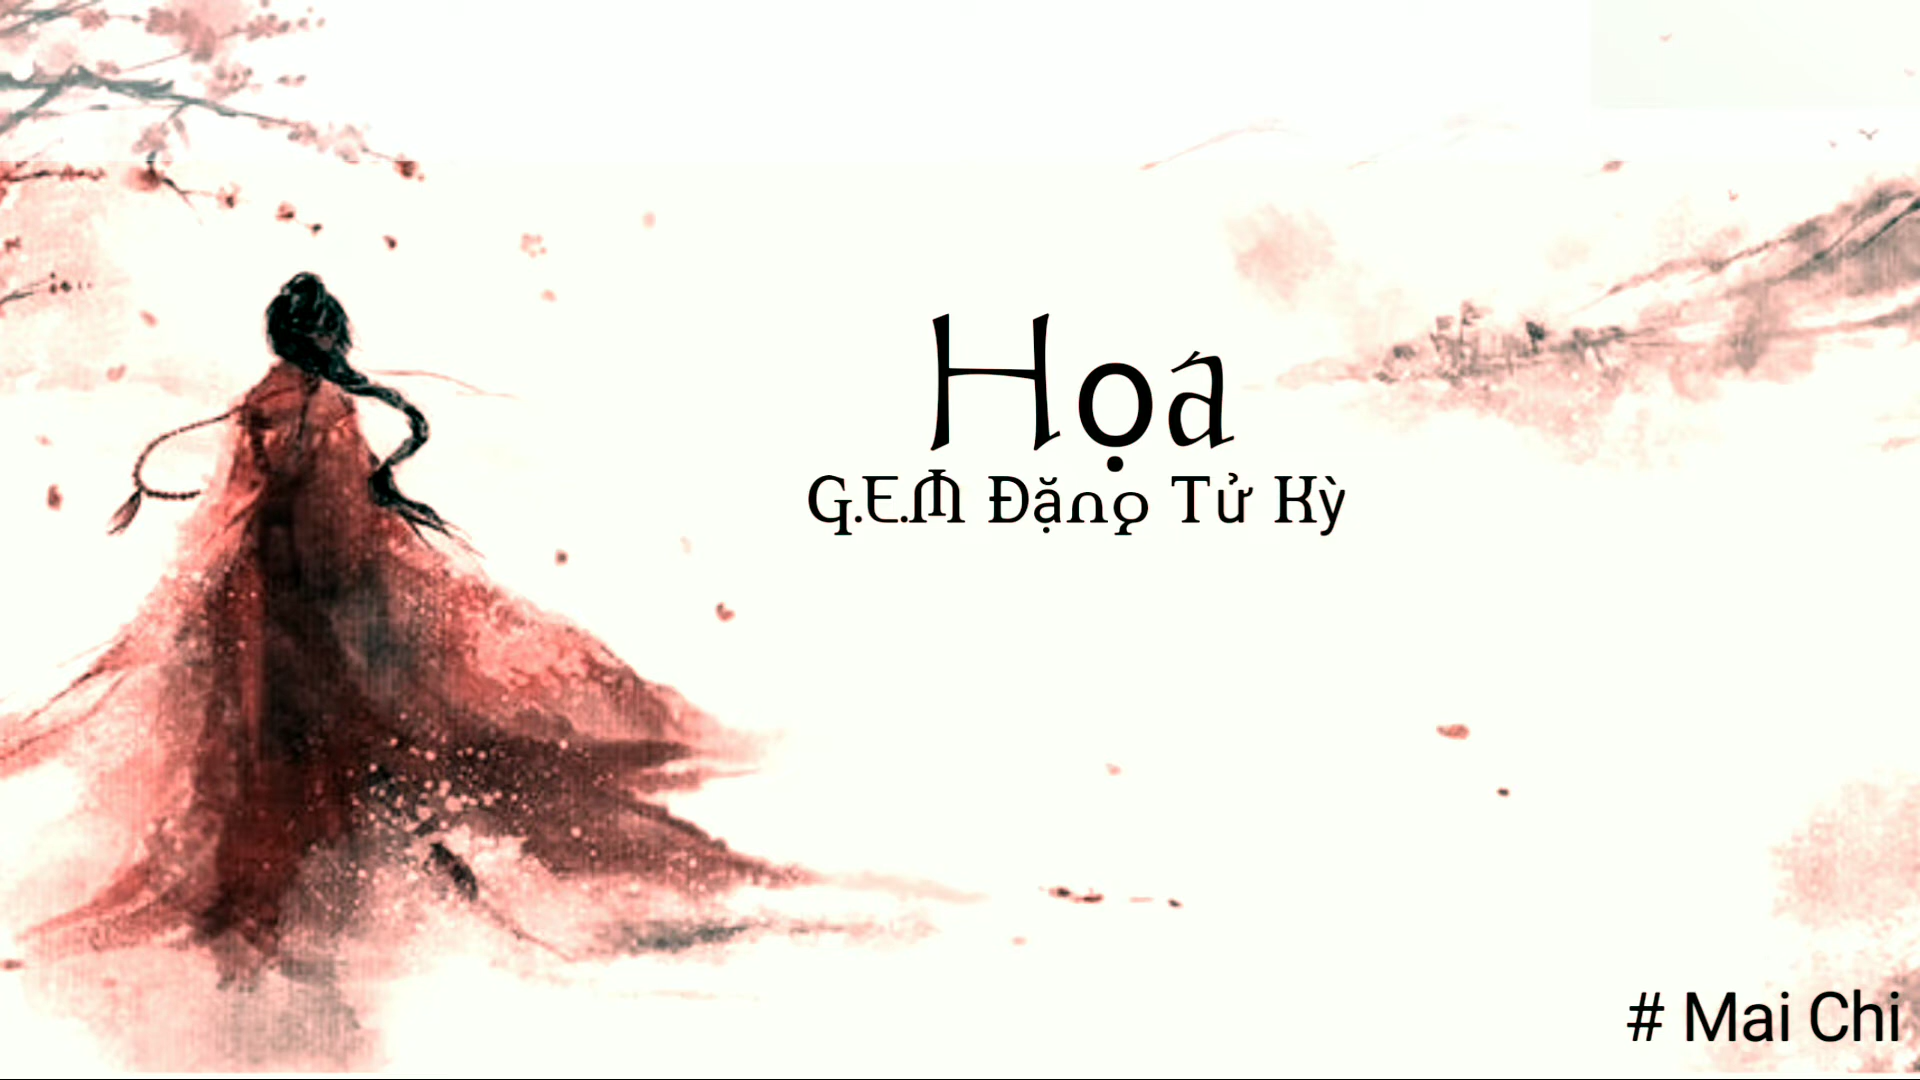 Họa
G.E.M Đặng Tử Kỳ
# Mai Chi